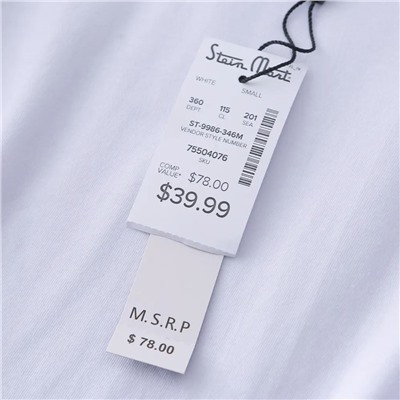 Stein Mart
WHITE SMALL
360 115 201
DEPT CL SEA
ST-9986-346M
VENDOR STYLE NUMBER
75504076
SKU
COMP
VALUE* $78.00
$39.99
M.S.R.P
$ 78.00